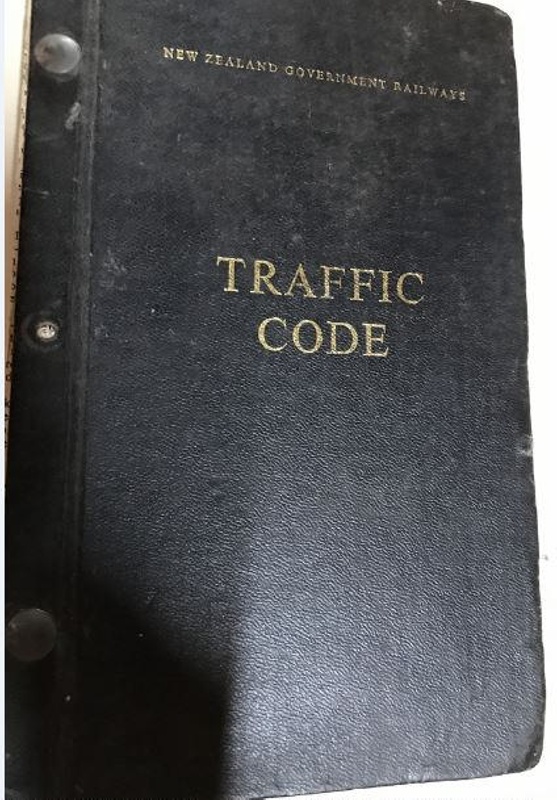 NEW ZEALAND GOVERNMENT RAILWAYS
TRAFFIC
CODE